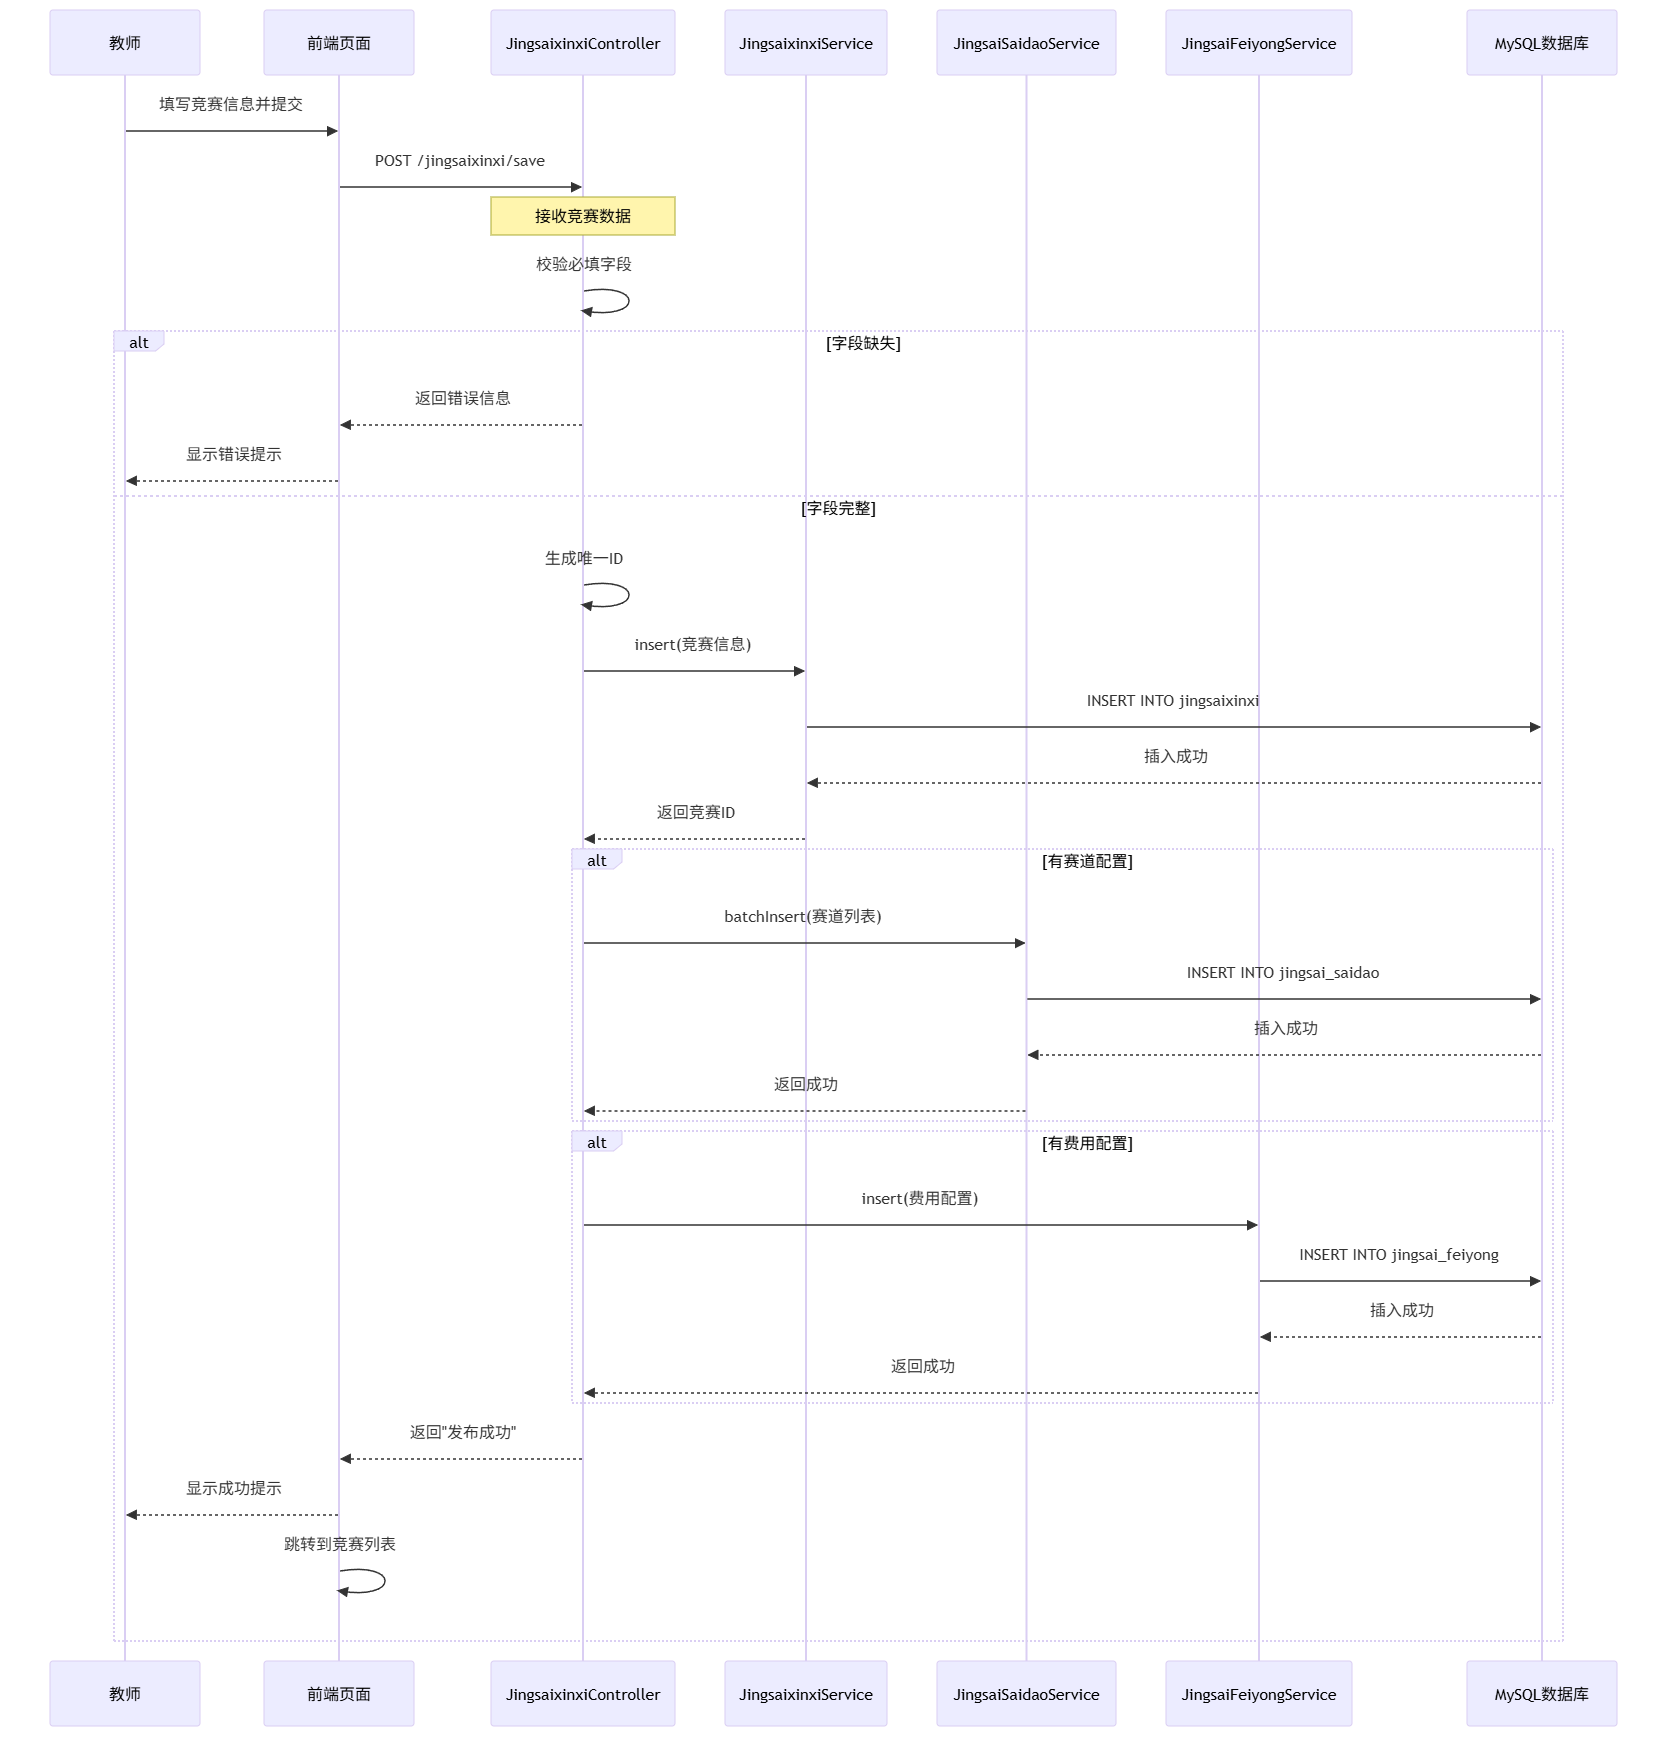 教师
前端页面
JingsaixinxiController
JingsaixinxiService
JingsaiSaidaoService
JingsaiFeiyongService
MySQL数据库
填写竞赛信息并提交
POST /jingsaixinxi/save
接收竞赛数据
校验必填字段
alt
[字段缺失]
返回错误信息
显示错误提示
[字段完整]
生成唯一ID
insert(竞赛信息)
INSERT INTO jingsaixinxi
插入成功
返回竞赛ID
alt
[有赛道配置]
batchInsert(赛道列表)
INSERT INTO jingsai_saidao
插入成功
返回成功
alt
[有费用配置]
insert(费用配置)
INSERT INTO jingsai_feiyong
插入成功
返回成功
返回"发布成功"
显示成功提示
跳转到竞赛列表
教师
前端页面
JingsaixinxiController
JingsaixinxiService
JingsaiSaidaoService
JingsaiFeiyongService
MySQL数据库